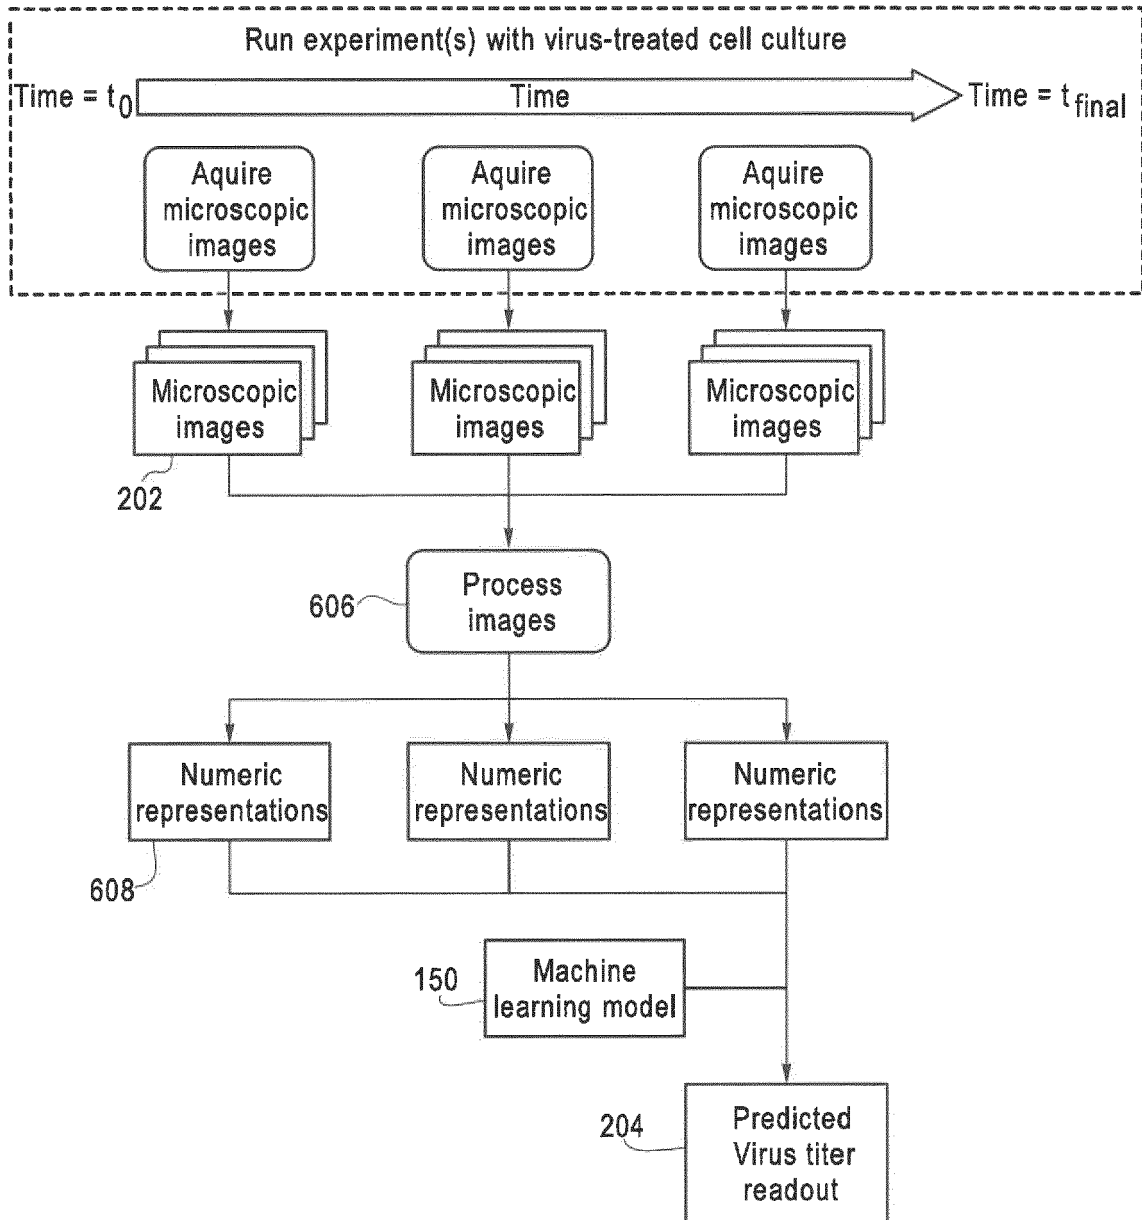 Run experiment(s) with virus-treated cell culture
Time = t0
Time
Time = tfinal
Aquire
microscopic
images
Aquire
microscopic
images
Aquire
microscopic
images
Microscopic
images
Microscopic
images
Microscopic
images
202
Process
images
606
Numeric
representations
Numeric
representations
Numeric
representations
608
Machine
learning model
150
Predicted
Virus titer
readout
204